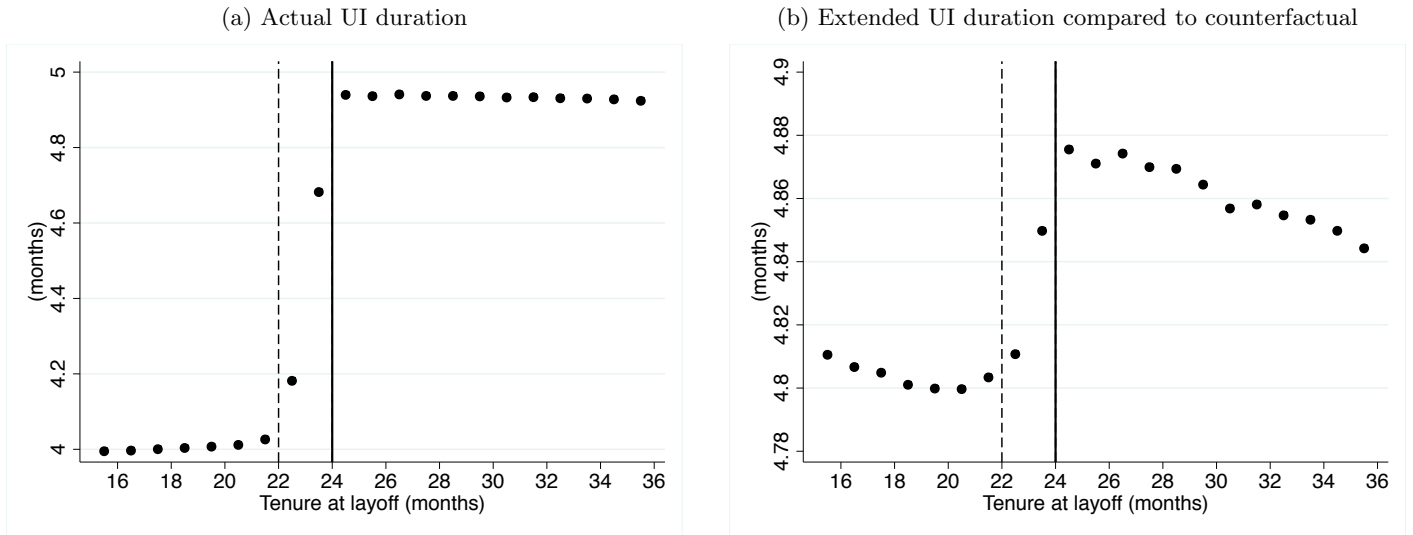 (a) Actual UI duration
5
4.8
4.6
4.4
4.2
4
(months)
16 18 20 22 24 26 28 30 32 34 36
Tenure at layoff (months)
(b) Extended UI duration compared to counterfactual
4.9
4.88
4.86
4.84
4.82
4.8
4.78
(months)
16 18 20 22 24 26 28 30 32 34 36
Tenure at layoff (months)